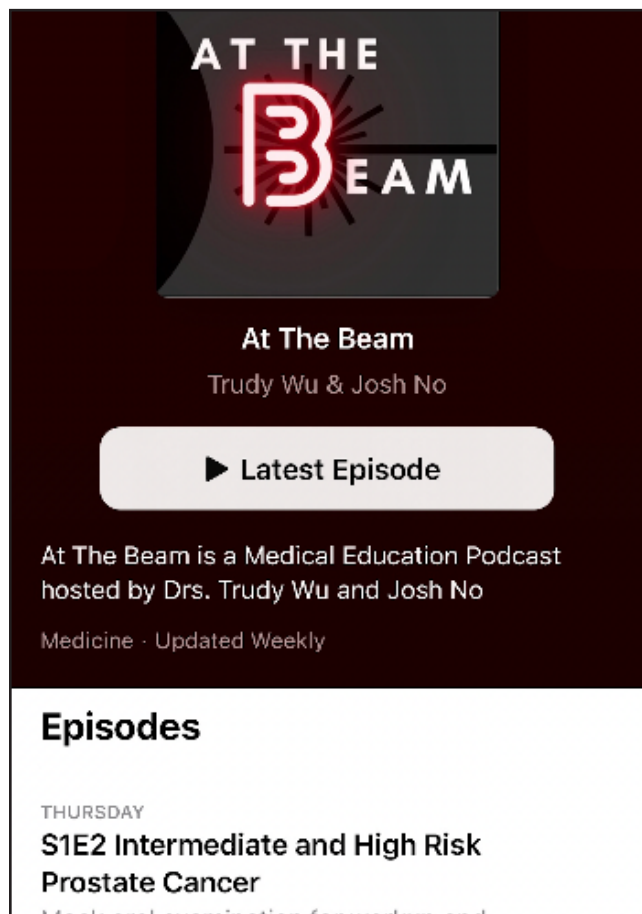 AT THE
BEAM
At The Beam
Trudy Wu & Josh No
▶ Latest Episode
At The Beam is a Medical Education Podcast
hosted by Drs. Trudy Wu and Josh No
Medicine · Updated Weekly
Episodes
THURSDAY
S1E2 Intermediate and High Risk
Prostate Cancer